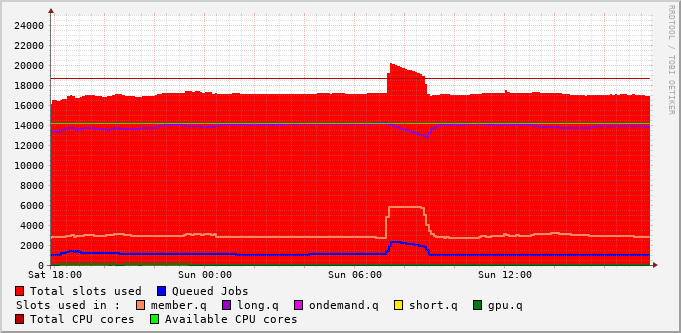 RRDTOOL / TOBI OETIKER
24000
22000
20000
18000
16000
14000
12000
10000
8000
6000
4000
2000
0
Sat 18:00 Sun 00:00 Sun 06:00 Sun 12:00
Total slots used Queued Jobs
Slots used in : member.q long.q ondemand.q short.q gpu.q
Total CPU cores Available CPU cores